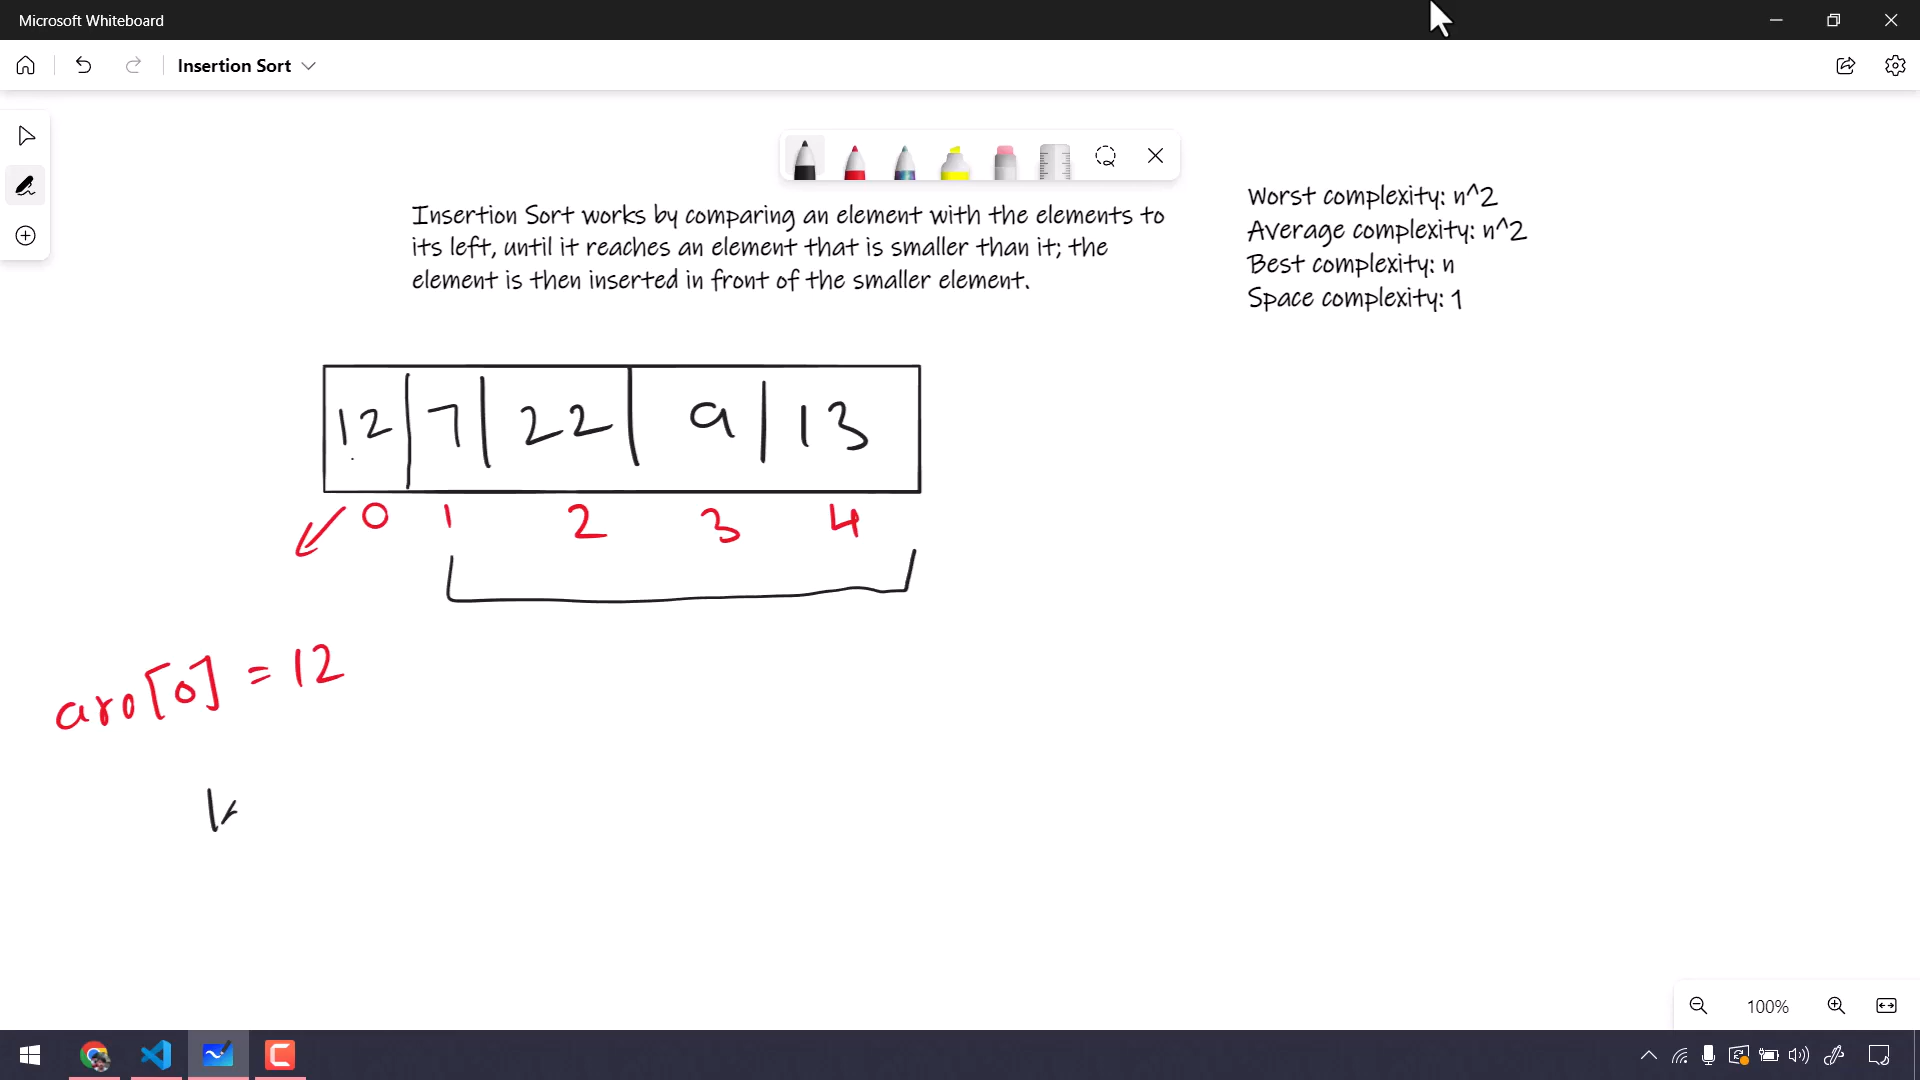 Microsoft Whiteboard
Insertion Sort
Insertion Sort works by comparing an element with the elements to
its left, until it reaches an element that is smaller than it; the
element is then inserted in front of the smaller element.
Worst complexity: n^2
Average complexity: n^2
Best complexity: n
Space complexity: 1
12 | 7 | 22 | 9 | 13
0 1 2 3 4
arr[0] = 12
100%